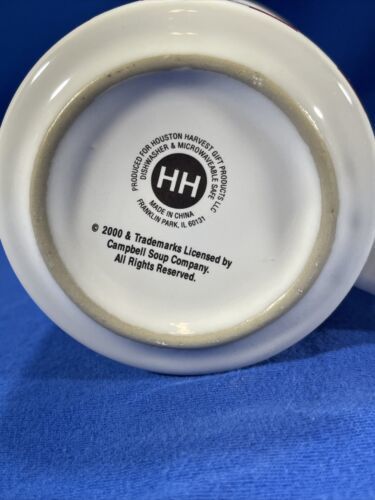 PRODUCED FOR HOUSTON HARVEST GIFT PRODUCTS LLC
DISHWASHER & MICROWAVEABLE SAFE
HH
MADE IN CHINA
FRANKLIN PARK, IL 60131
© 2000 & Trademarks Licensed by
Campbell Soup Company.
All Rights Reserved.